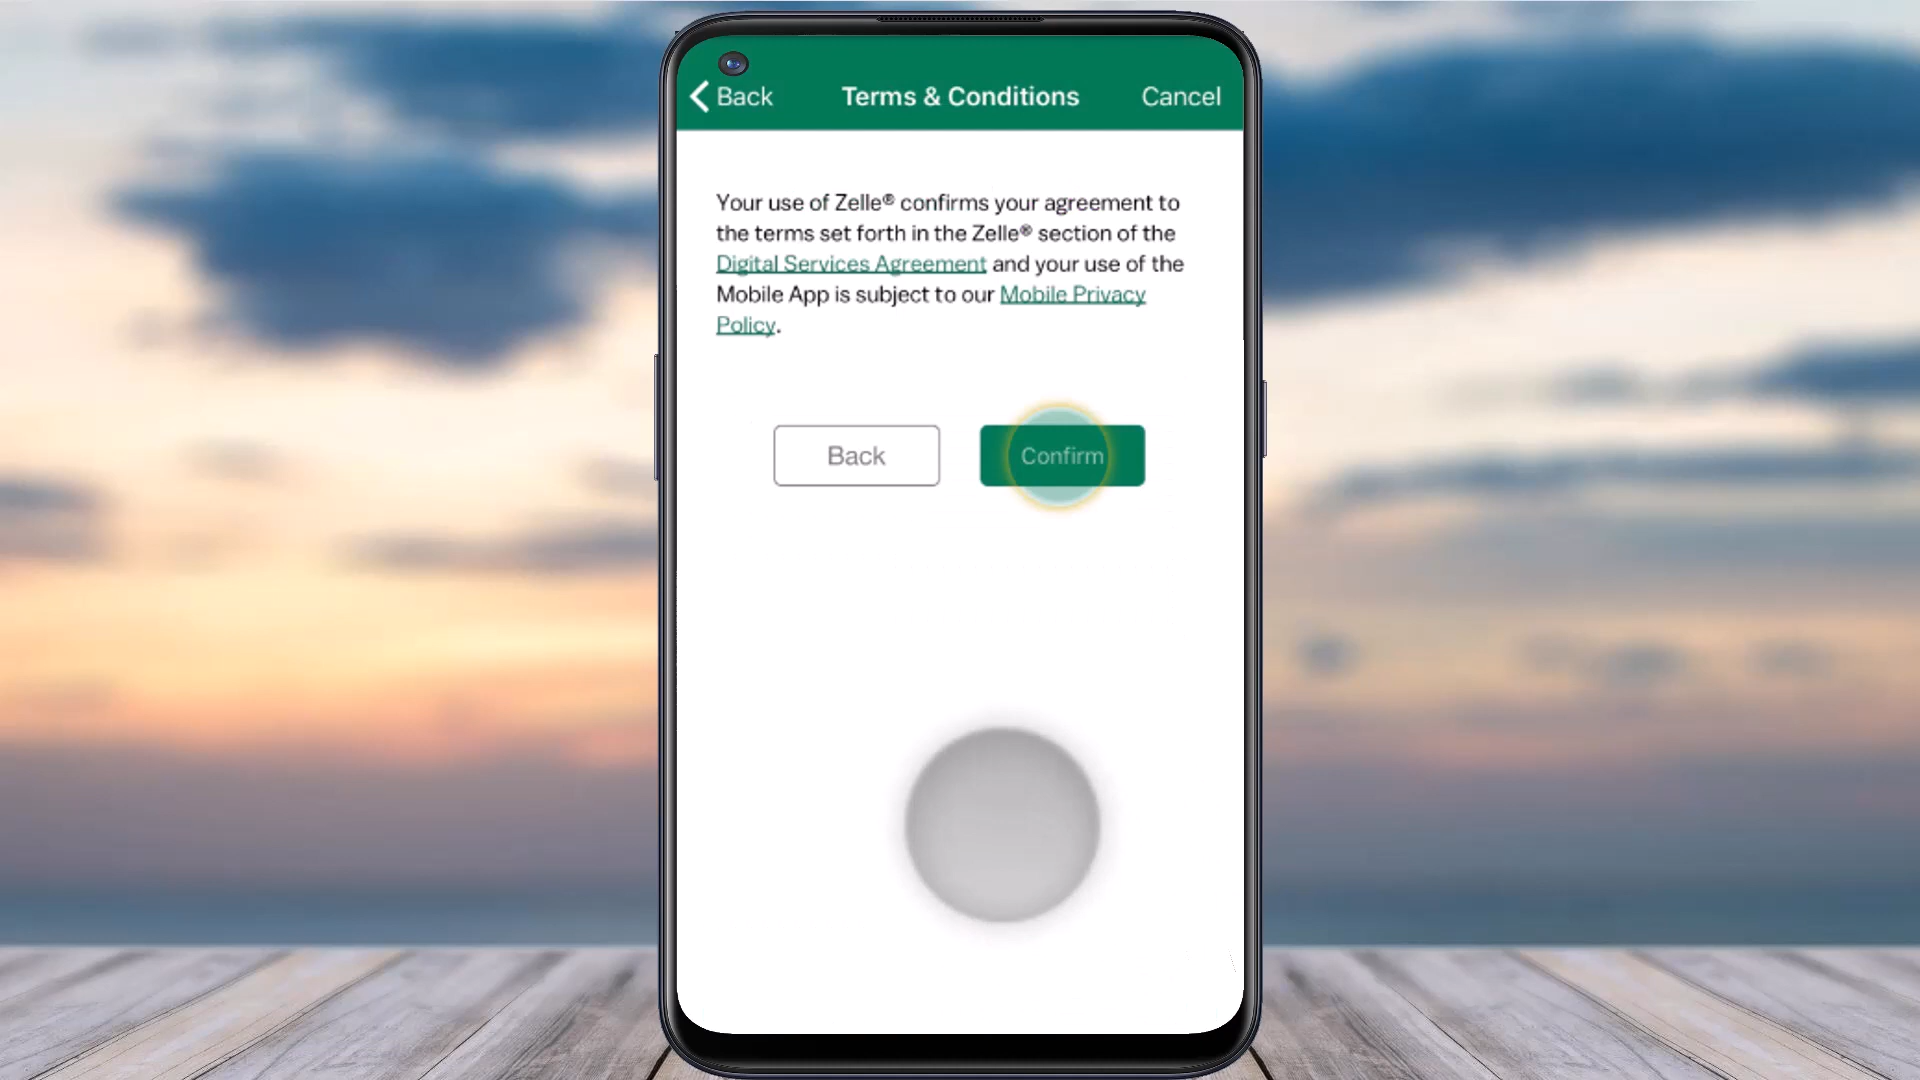 Back Terms & Conditions Cancel
Your use of Zelle® confirms your agreement to
the terms set forth in the Zelle® section of the
Digital Services Agreement and your use of the
Mobile App is subject to our Mobile Privacy
Policy.
Back Confirm